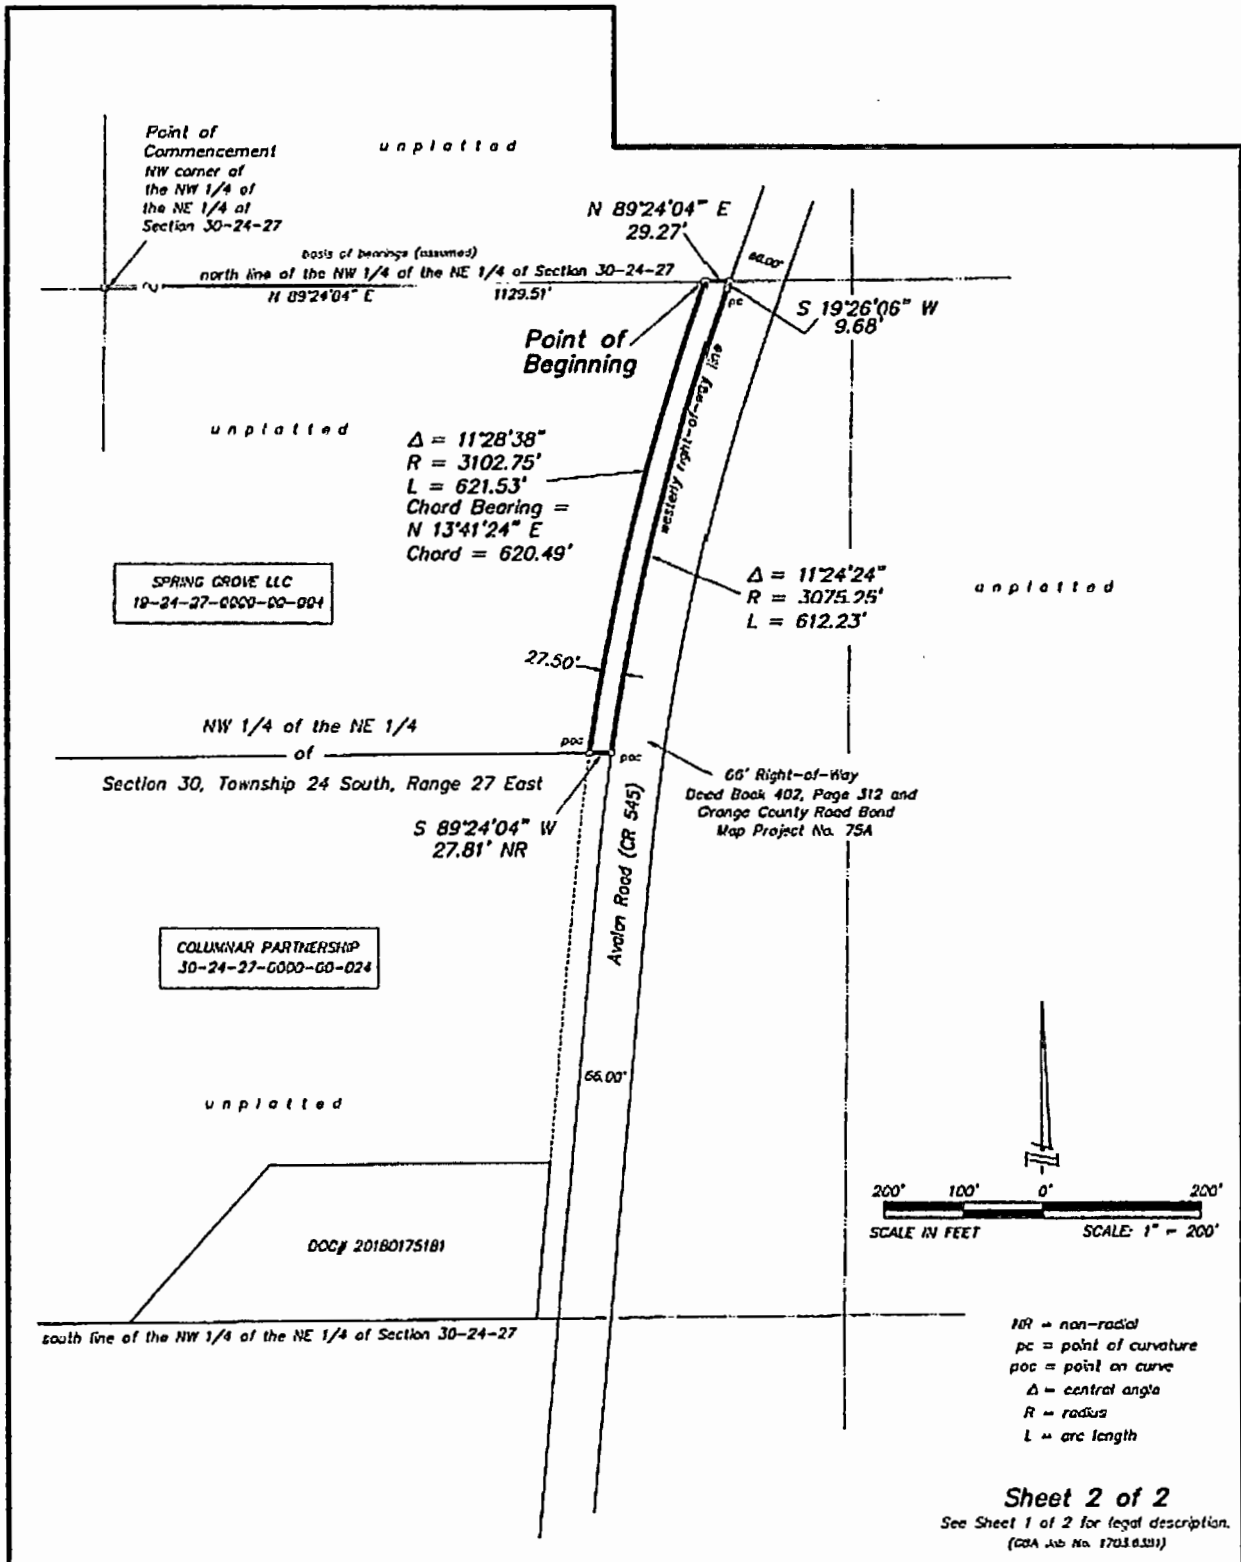 Point of
Commencement
NW corner of
the NW 1/4 of
the NE 1/4 of
Section 30-24-27
unplatted
N 89°24'04" E
29.27'
66.00'
basis of bearings (assumed)
north line of the NW 1/4 of the NE 1/4 of Section 30-24-27
N 89°24'04" E
1129.51'
pc
S 19°26'06" W
9.68'
Point of
Beginning
westerly right-of-way line
unplatted
Δ = 11°28'38"
R = 3102.75'
L = 621.53'
Chord Bearing =
N 13°41'24" E
Chord = 620.49'
SPRING GROVE LLC
19-24-27-0000-00-001
Δ = 11°24'24"
R = 3075.25'
L = 612.23'
unplatted
27.50'
NW 1/4 of the NE 1/4
of
Section 30, Township 24 South, Range 27 East
poc
poc
S 89°24'04" W
27.81' NR
66' Right-of-Way
Deed Book 402, Page 312 and
Orange County Road Bond
Map Project No. 75A
Avalon Road (CR 545)
COLUMNAR PARTNERSHIP
30-24-27-0000-00-024
66.00'
unplatted
DOC# 20180175181
south line of the NW 1/4 of the NE 1/4 of Section 30-24-27
200' 100' 0' 200'
SCALE IN FEET SCALE: 1" = 200'
NR = non-radial
pc = point of curvature
poc = point on curve
Δ = central angle
R = radius
L = arc length
Sheet 2 of 2
See Sheet 1 of 2 for legal description.
Job No.